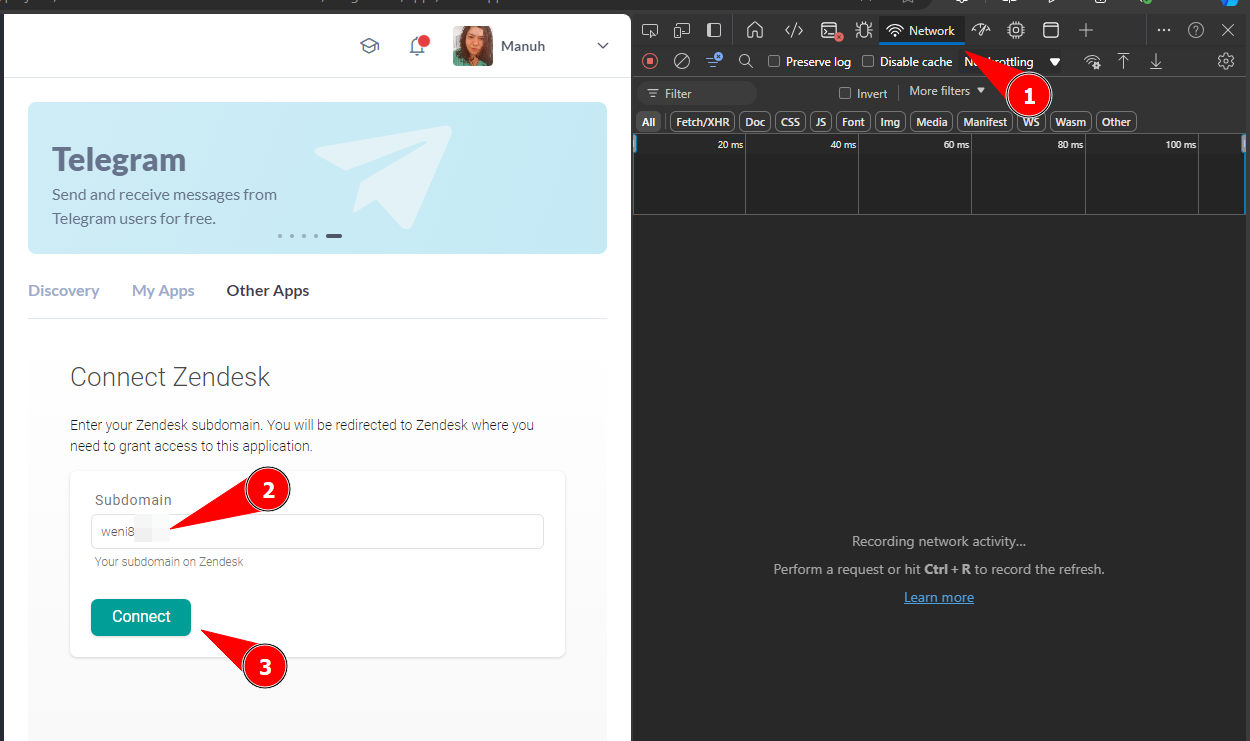 Manuh
Telegram
Send and receive messages from
Telegram users for free.
Discovery My Apps Other Apps
Connect Zendesk
Enter your Zendesk subdomain. You will be redirected to Zendesk where you
need to grant access to this application.
2
Subdomain
weni8
Your subdomain on Zendesk
Connect
3
Network
Preserve log Disable cache
1
Filter Invert More filters
All Fetch/XHR Doc CSS JS Font Img Media Manifest WS Wasm Other
20 ms 40 ms 60 ms 80 ms 100 ms
Recording network activity...
Perform a request or hit Ctrl + R to record the refresh.
Learn more